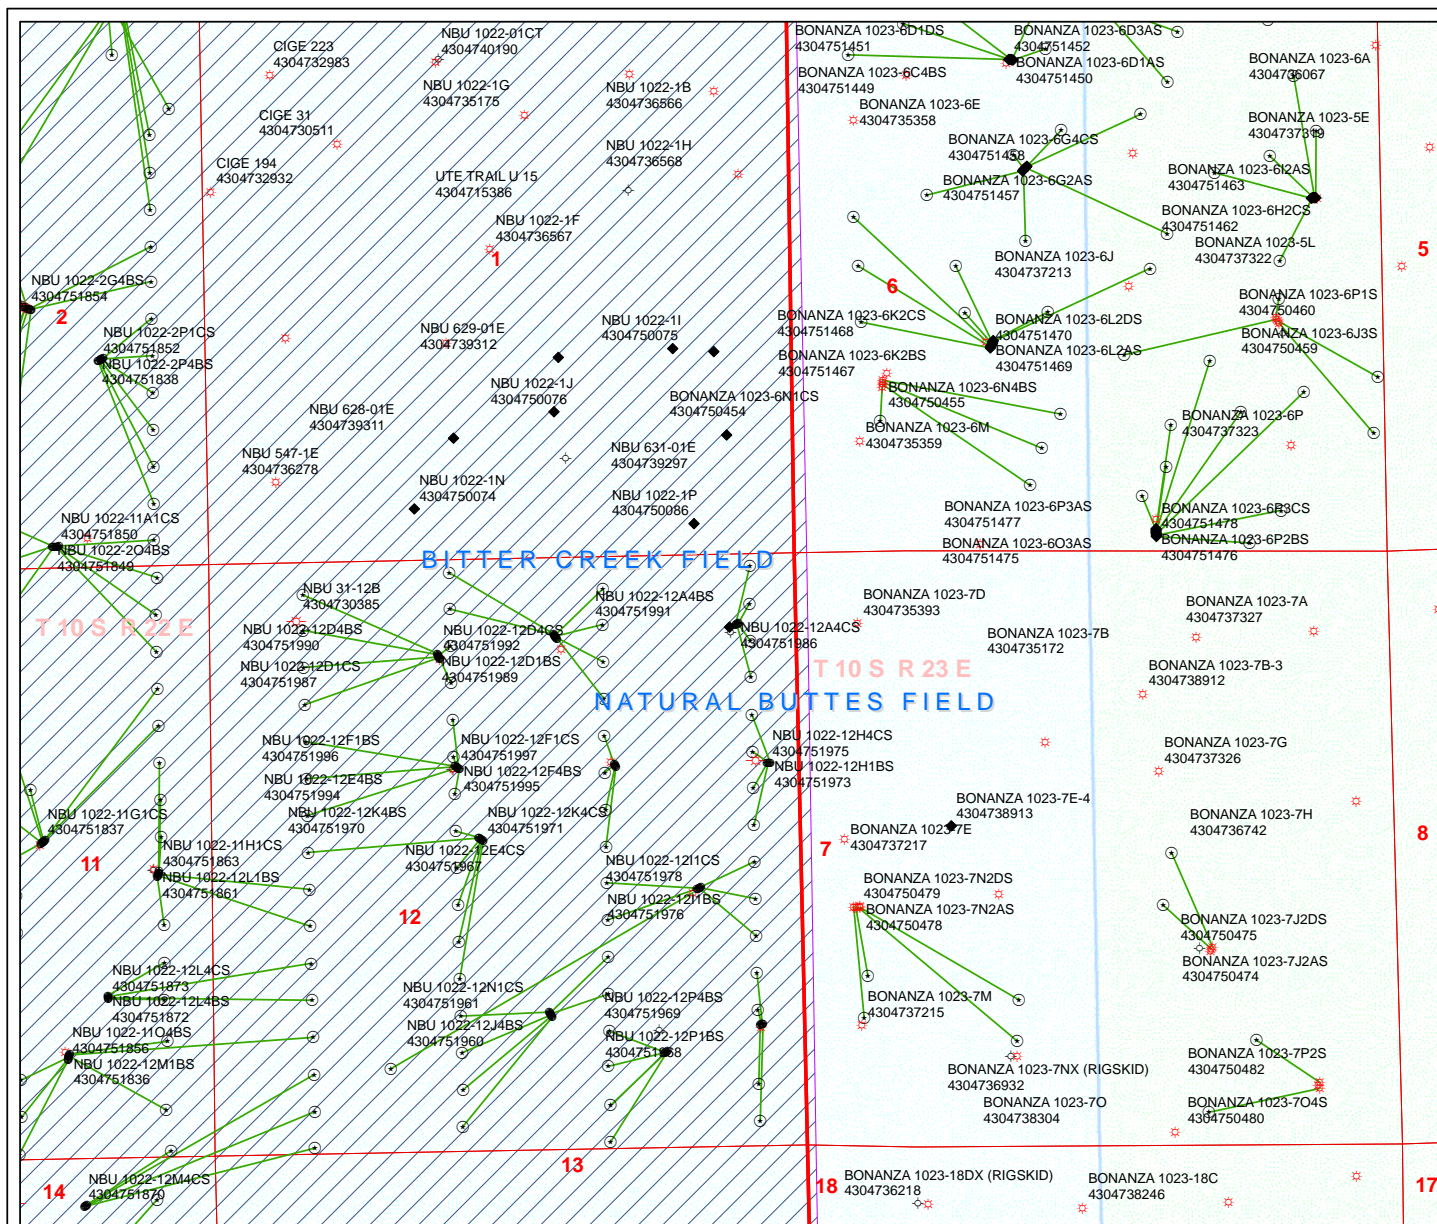 NBU 1022-01CT
4304740190
CIGE 223
4304732983
NBU 1022-1G
4304735175
NBU 1022-1B
4304736566
CIGE 31
4304730511
CIGE 194
4304732932
UTE TRAIL U 15
4304715386
NBU 1022-1H
4304736568
NBU 1022-1F
4304736567
1
NBU 1022-2G4BS
4304751854
2
NBU 1022-2P1CS
4304751852
NBU 1022-2P4BS
4304751838
NBU 629-01E
4304739312
NBU 1022-1I
4304750075
NBU 1022-1J
4304750076
BONANZA 1023-6N1CS
4304750454
NBU 628-01E
4304739311
NBU 547-1E
4304736278
NBU 631-01E
4304739297
NBU 1022-1N
4304750074
NBU 1022-1P
4304750086
NBU 1022-11A1CS
4304751850
NBU 1022-2O4BS
4304751849
BONANZA 1023-6D1DS
4304751451
BONANZA 1023-6D3AS
4304751452
BONANZA 1023-6D1AS
4304751450
BONANZA 1023-6C4BS
4304751449
BONANZA 1023-6A
4304736067
BONANZA 1023-6E
4304735358
BONANZA 1023-5E
4304737319
BONANZA 1023-6G4CS
4304751458
BONANZA 1023-6G2AS
4304751457
BONANZA 1023-6I2AS
4304751463
BONANZA 1023-6H2CS
4304751462
BONANZA 1023-5L
4304737322
5
BONANZA 1023-6J
4304737213
6
BONANZA 1023-6P1S
4304750460
BONANZA 1023-6J3S
4304750459
BONANZA 1023-6K2CS
4304751468
BONANZA 1023-6L2DS
4304751470
BONANZA 1023-6L2AS
4304751469
BONANZA 1023-6K2BS
4304751467
BONANZA 1023-6N4BS
4304750455
BONANZA 1023-6M
4304735359
BONANZA 1023-6P
4304737323
BONANZA 1023-6P3AS
4304751477
BONANZA 1023-6O3AS
4304751475
4304751478
BONANZA 1023-6P2BS
4304751476
BITTER CREEK FIELD
NBU 31-12B
4304730385
NBU 1022-12A4BS
4304751991
T 10 S R 22 E
NBU 1022-12D4BS
4304751990
NBU 1022-12D4CS
4304751992
NBU 1022-12D1BS
4304751989
NBU 1022-12D1CS
4304751987
NBU 1022-12A4CS
4304751986
BONANZA 1023-7D
4304735393
BONANZA 1023-7A
4304737327
BONANZA 1023-7B
4304735172
T 10 S R 23 E
BONANZA 1023-7B-3
4304738912
NATURAL BUTTES FIELD
NBU 1022-12F1BS
4304751996
NBU 1022-12F1CS
4304751997
NBU 1022-12F4BS
4304751995
NBU 1022-12E4BS
4304751994
NBU 1022-12H4CS
4304751975
NBU 1022-12H1BS
4304751973
BONANZA 1023-7G
4304737326
NBU 1022-12K4BS
4304751970
NBU 1022-12K4CS
4304751971
NBU 1022-12E4CS
4304751967
NBU 1022-11G1CS
4304751837
NBU 1022-11H1CS
4304751863
NBU 1022-12L1BS
4304751861
11
12
NBU 1022-12I1CS
4304751978
NBU 1022-12I1BS
4304751976
BONANZA 1023-7E-4
4304738913
BONANZA 1023-7E
4304737217
7
BONANZA 1023-7H
4304736742
8
BONANZA 1023-7N2DS
4304750479
BONANZA 1023-7N2AS
4304750478
BONANZA 1023-7J2DS
4304750475
BONANZA 1023-7J2AS
4304750474
NBU 1022-12L4CS
4304751873
NBU 1022-12L4BS
4304751872
NBU 1022-11O4BS
4304751856
NBU 1022-12M1BS
4304751836
NBU 1022-12N1CS
4304751961
NBU 1022-12J4BS
4304751960
NBU 1022-12P4BS
4304751969
NBU 1022-12P1BS
4304751968
BONANZA 1023-7M
4304737215
BONANZA 1023-7NX (RIGSKID)
4304736932
BONANZA 1023-7O
4304738304
BONANZA 1023-7P2S
4304750482
BONANZA 1023-7O4S
4304750480
13
14
NBU 1022-12M4CS
4304751870
18
BONANZA 1023-18DX (RIGSKID)
4304736218
BONANZA 1023-18C
4304738246
17